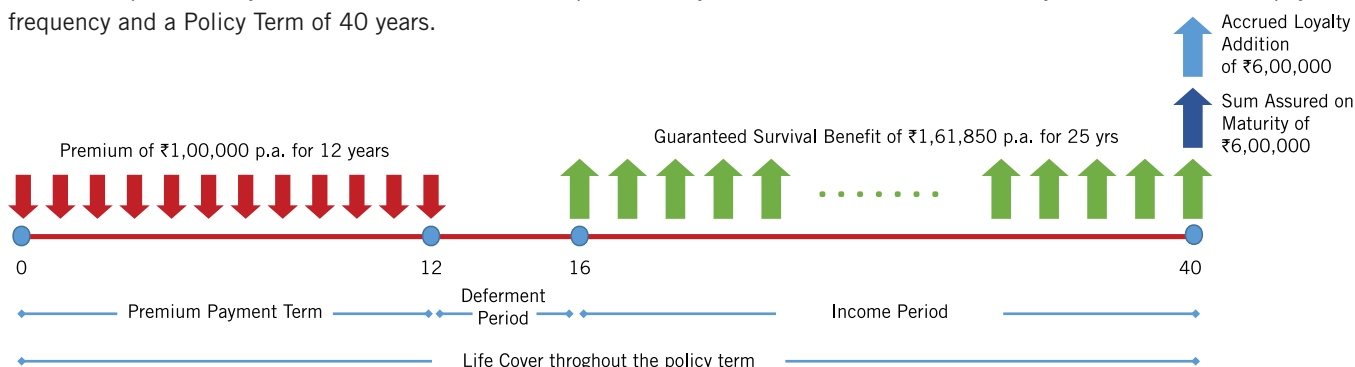 frequency and a Policy Term of 40 years.
Accrued Loyalty
Addition
of ₹6,00,000
Sum Assured on
Maturity of
₹6,00,000
Premium of ₹1,00,000 p.a. for 12 years
Guaranteed Survival Benefit of ₹1,61,850 p.a. for 25 yrs
0
12
16
40
Premium Payment Term
Deferment
Period
Income Period
Life Cover throghout the policy term